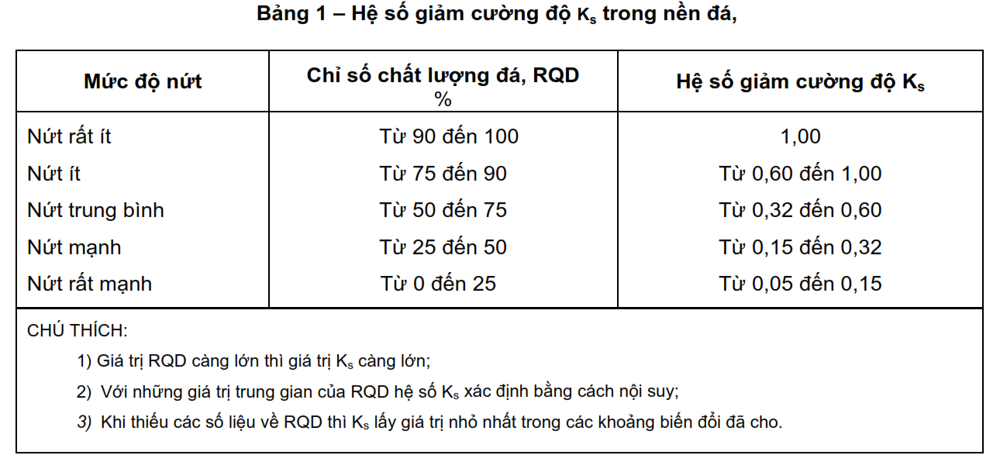 Bảng 1 – Hệ số giảm cường độ Ks trong nền đá,
Mức độ nứt
Chỉ số chất lượng đá, RQD
%
Hệ số giảm cường độ Ks
Nứt rất ít Từ 90 đến 100 1,00
Nứt ít Từ 75 đến 90 Từ 0,60 đến 1,00
Nứt trung bình Từ 50 đến 75 Từ 0,32 đến 0,60
Nứt mạnh Từ 25 đến 50 Từ 0,15 đến 0,32
Nứt rất mạnh Từ 0 đến 25 Từ 0,05 đến 0,15
CHÚ THÍCH:
1) Giá trị RQD càng lớn thì giá trị Ks càng lớn;
2) Với những giá trị trung gian của RQD hệ số Ks xác định bằng cách nội suy;
3) Khi thiếu các số liệu về RQD thì Ks lấy giá trị nhỏ nhất trong các khoảng biến đổi đã cho.